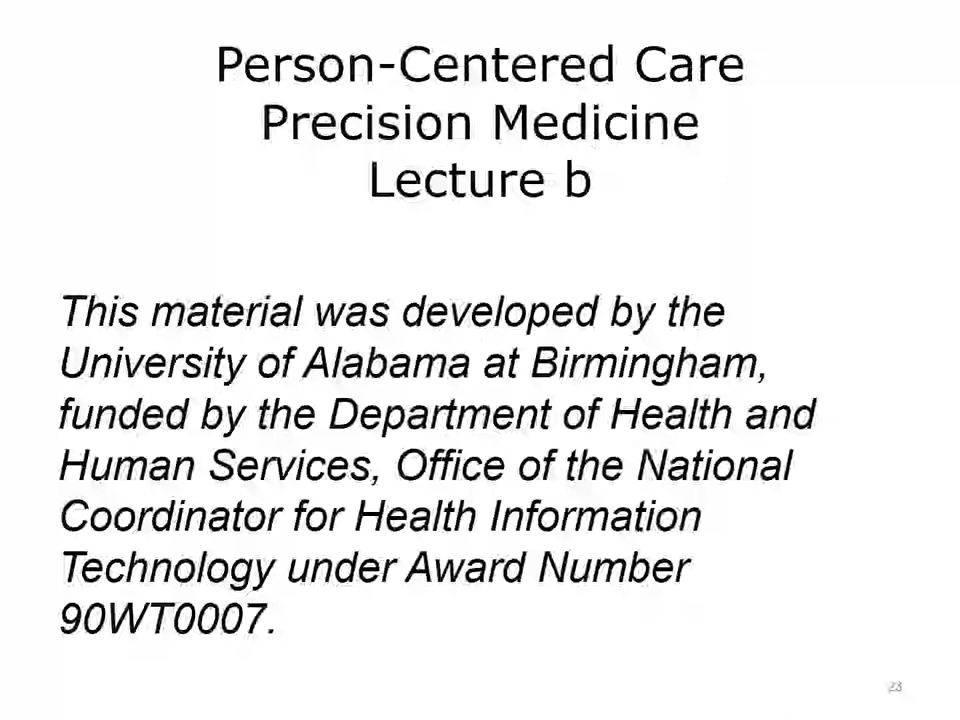 Person-Centered Care
Precision Medicine
Lecture b
This material was developed by the
University of Alabama at Birmingham,
funded by the Department of Health and
Human Services, Office of the National
Coordinator for Health Information
Technology under Award Number
90WT0007.
23